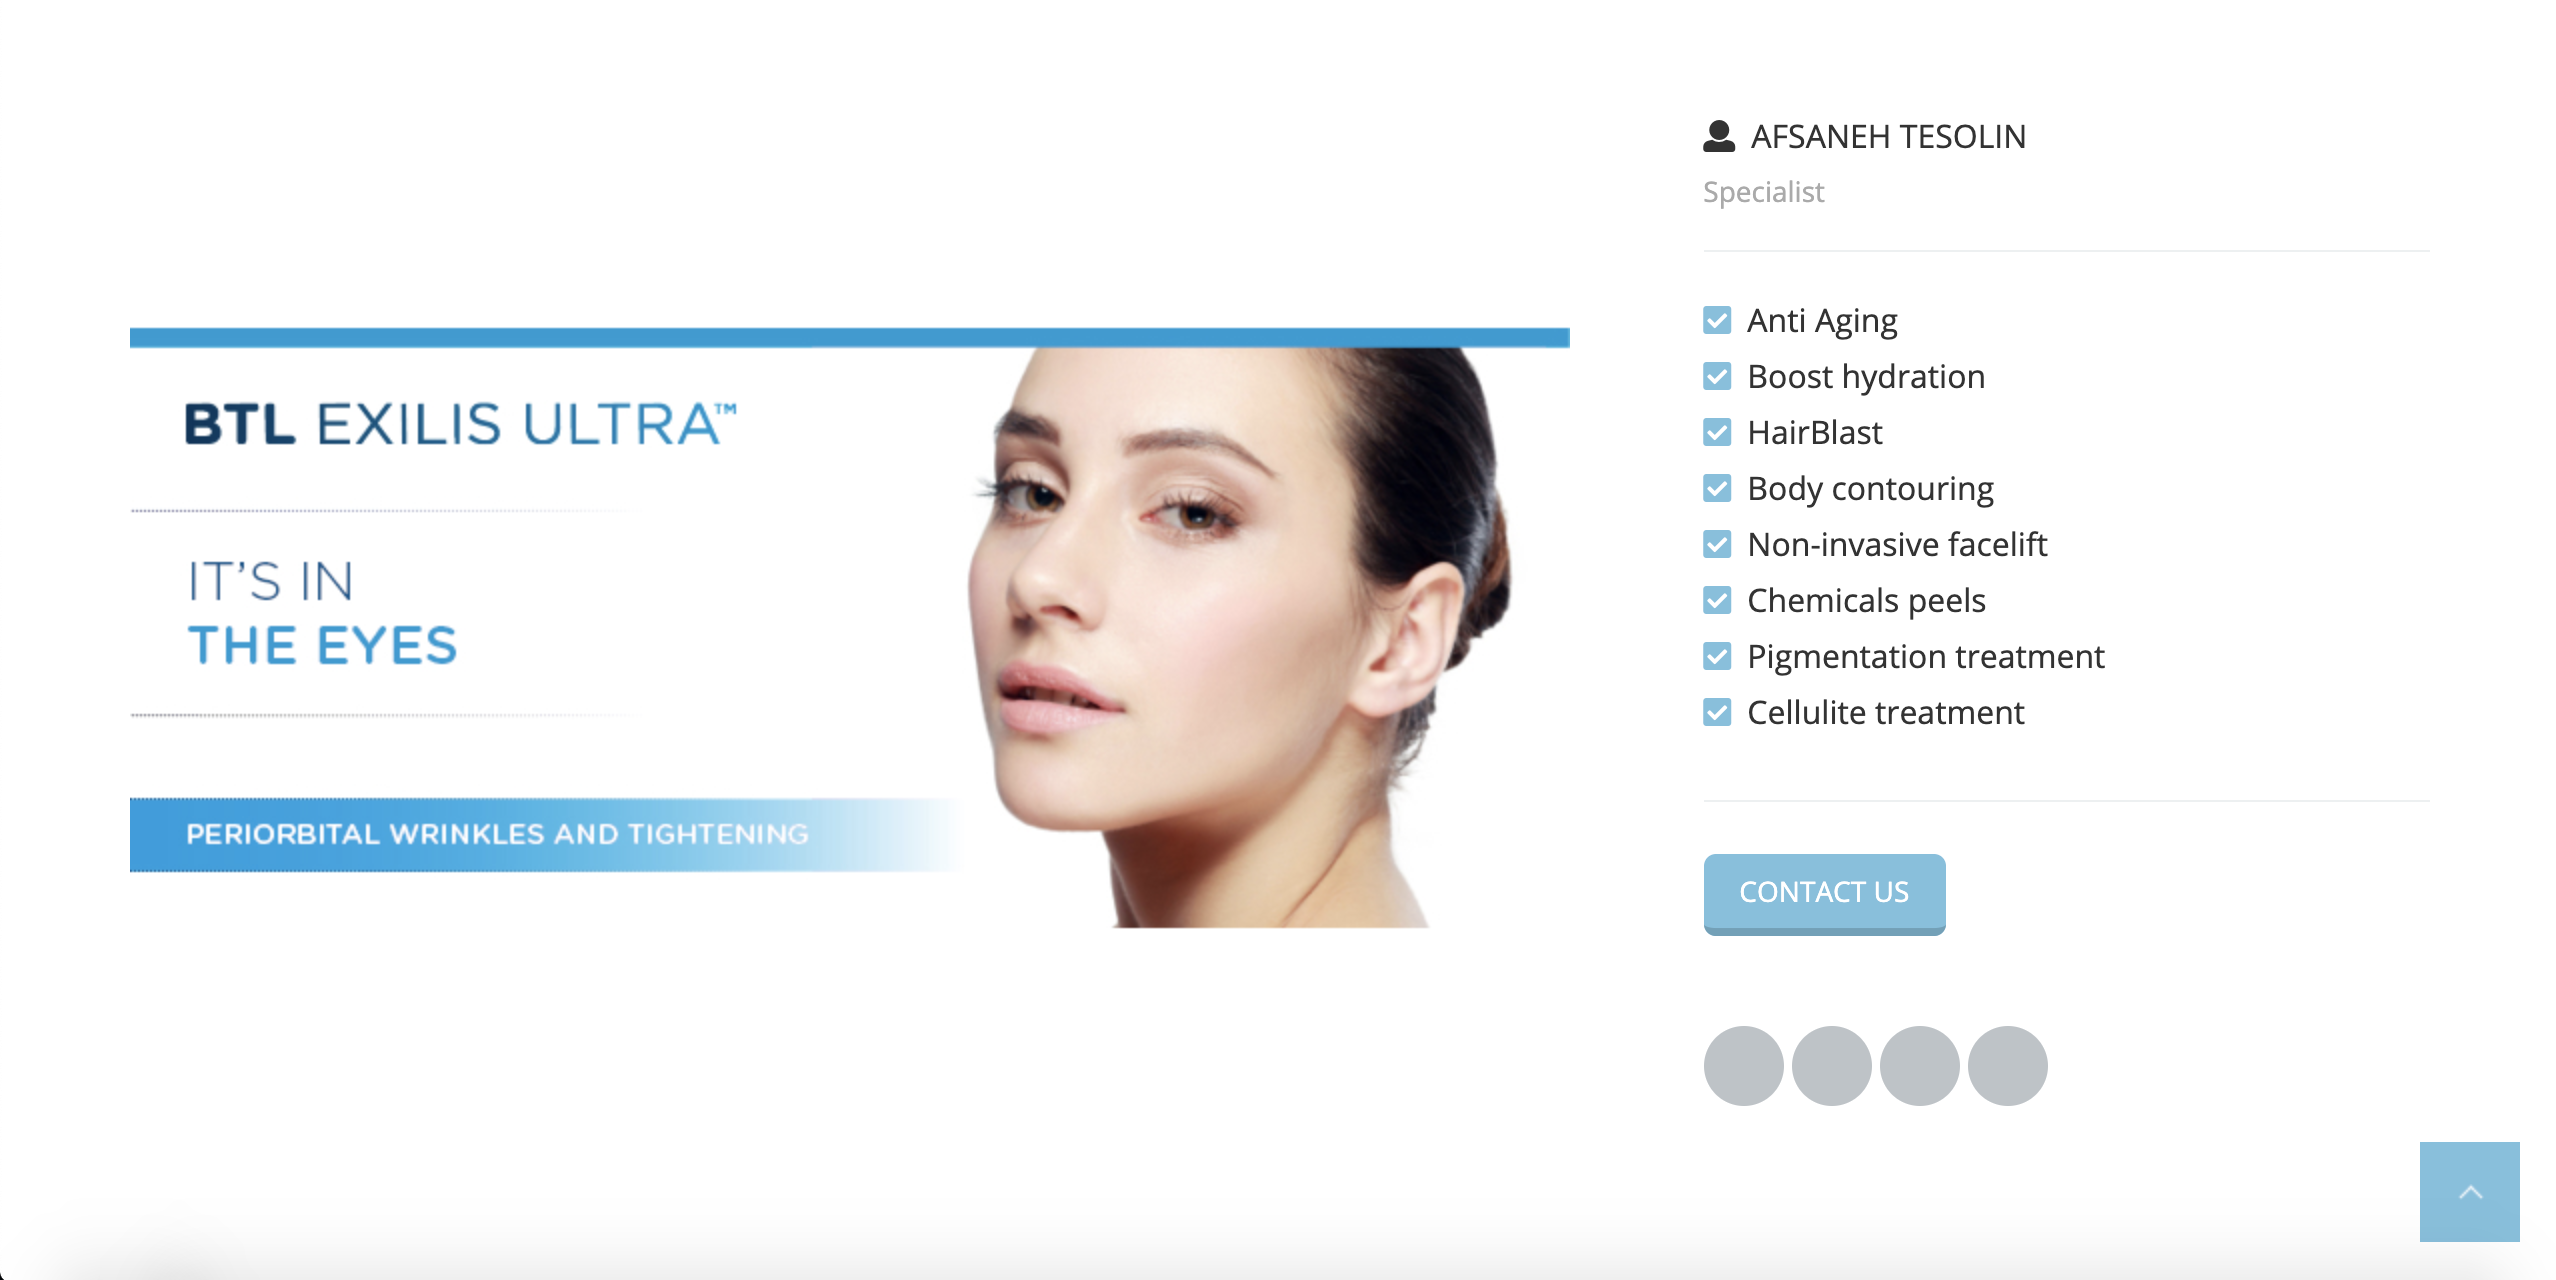 BTL EXILIS ULTRA™
IT'S IN
THE EYES
PERIORBITAL WRINKLES AND TIGHTENING
AFSANEH TESOLIN
Specialist
Anti Aging
Boost hydration
HairBlast
Body contouring
Non-invasive facelift
Chemicals peels
Pigmentation treatment
Cellulite treatment
CONTACT US